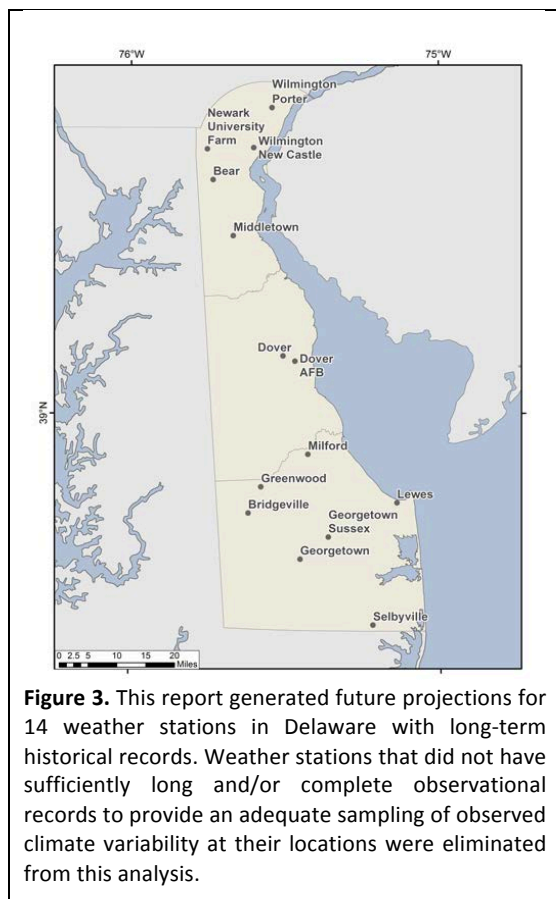 76°W
75°W
Wilmington
Porter
Newark
University
Farm
Wilmington
New Castle
Bear
Middletown
Dover
Dover
AFB
39°N
Milford
Greenwood
Lewes
Bridgeville
Georgetown
Sussex
Georgetown
Selbyville
0 2.5 5 10 15 20
Miles
Figure 3. This report generated future projections for
14 weather stations in Delaware with long-term
historical records. Weather stations that did not have
sufficiently long and/or complete observational
records to provide an adequate sampling of observed
climate variability at their locations were eliminated
from this analysis.